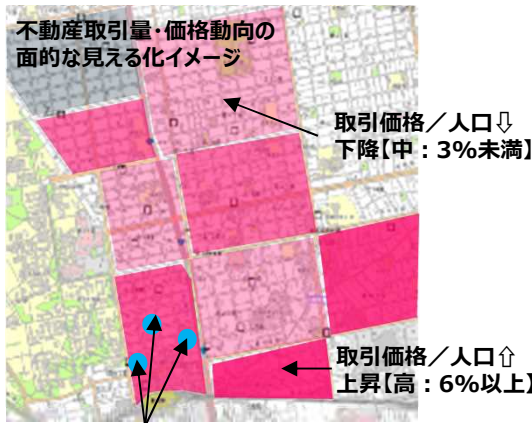 不動産取引量・価格動向の
面的な見える化イメージ
取引価格／人口⇩
下降【中：3%未満】
取引価格／人口⇧
上昇【高：6%以上】